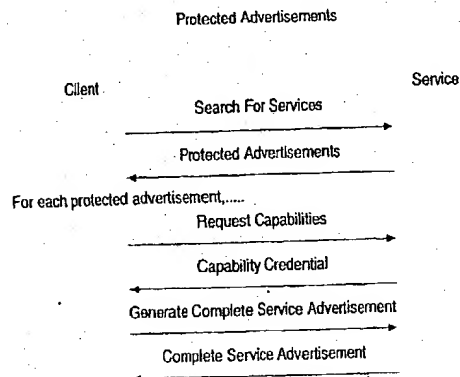 Protected Advertisements
Client
Service
Search For Services
Protected Advertisements
For each protected advertisement,.....
Request Capabilities
Capability Credential
Generate Complete Service Advertisement
Complete Service Advertisement